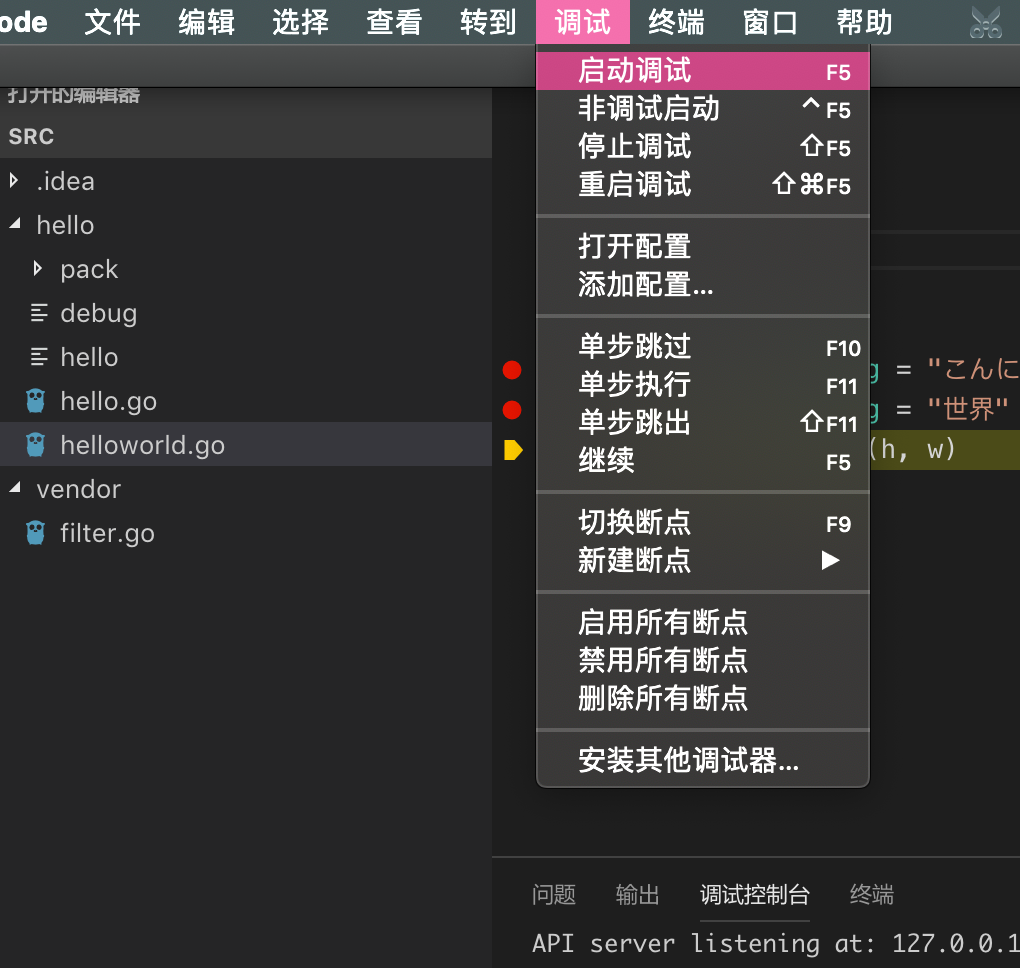 ode 文件 编辑 选择 查看 转到 调试 终端 窗口 帮助
打开的编辑器
SRC
.idea
hello
pack
debug
hello
hello.go
helloworld.go
vendor
filter.go
启动调试 F5
非调试启动 ⌃F5
停止调试 ⇧F5
重启调试 ⇧⌘F5
打开配置
添加配置...
单步跳过 F10
单步执行 F11
单步跳出 ⇧F11
继续 F5
切换断点 F9
新建断点 ▶
启用所有断点
禁用所有断点
删除所有断点
安装其他调试器...
g = "こんに
g = "世界"
(h, w)
问题 输出 调试控制台 终端
API server listening at: 127.0.0.1